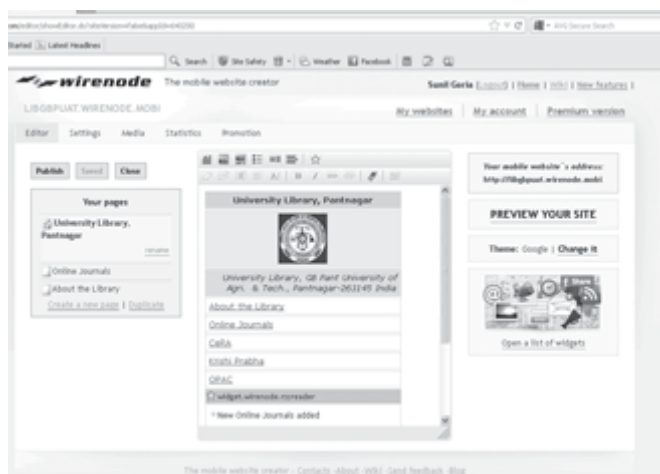 AVG Secure Search
Started Latest Headlines
Search Site Safety Weather Facebook
wirenode The mobile website creator
Sunil Goria (Logout) | Home | Wiki | New features |
LIBGBPUAT.WIRENODE.MOBI
My websites | My account | Premium version
Editor Settings Media Statistics Promotion
Publish Saved Close
Your pages
University Library,
Pantnagar
rename
Online Journals
About the Library
Create a new page | Duplicate
University Library, Pantnagar
University Library, GB Pant University of
Agri. & Tech., Pantnagar-263145 India
About the Library
Online Journals
CeRA
Krishi Prabha
OPAC
widget.wirenode.rssreader
* New Online Journals added
Your mobile website´s address:
http://libgbpuat.wirenode.mobi
PREVIEW YOUR SITE
Theme: Google | Change it
Share
Open a list of widgets
The mobile website creator - Contacts -About -Wiki -Send feedback -Blog